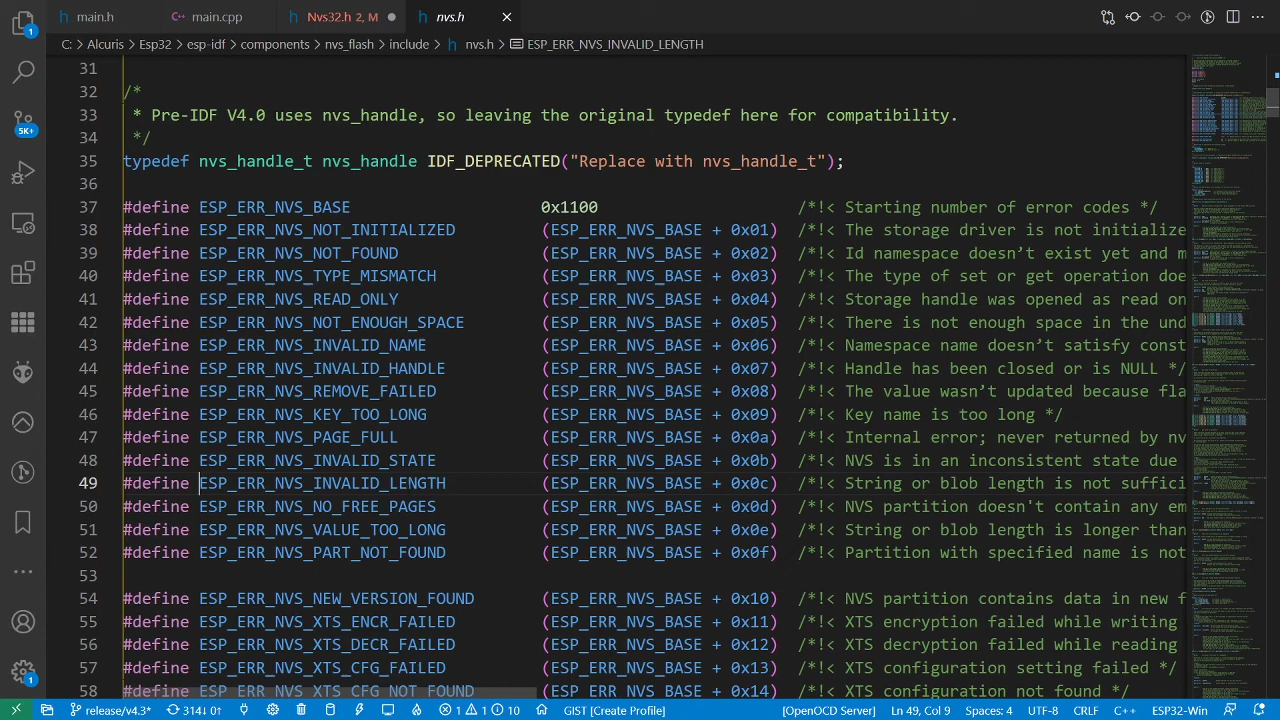 main.h
main.cpp
Nvs32.h 2, M
nvs.h
C: > Alcuris > Esp32 > esp-idf > components > nvs_flash > include > nvs.h > ESP_ERR_NVS_INVALID_LENGTH
31
32 /*
33 * Pre-IDF V4.0 uses nvs_handle, so leaving the original typedef here for compatibility.
34 */
35 typedef nvs_handle_t nvs_handle IDF_DEPRECATED("Replace with nvs_handle_t");
36
37 #define ESP_ERR_NVS_BASE 0x1100 /*!< Starting number of error codes */
38 #define ESP_ERR_NVS_NOT_INITIALIZED (ESP_ERR_NVS_BASE + 0x01) /*!< The storage driver is not initialize
39 #define ESP_ERR_NVS_NOT_FOUND (ESP_ERR_NVS_BASE + 0x02) /*!< Id namespace doesn’t exist yet and m
40 #define ESP_ERR_NVS_TYPE_MISMATCH (ESP_ERR_NVS_BASE + 0x03) /*!< The type of set or get operation doe
41 #define ESP_ERR_NVS_READ_ONLY (ESP_ERR_NVS_BASE + 0x04) /*!< Storage handle was opened as read on
42 #define ESP_ERR_NVS_NOT_ENOUGH_SPACE (ESP_ERR_NVS_BASE + 0x05) /*!< There is not enough space in the und
43 #define ESP_ERR_NVS_INVALID_NAME (ESP_ERR_NVS_BASE + 0x06) /*!< Namespace name doesn’t satisfy const
44 #define ESP_ERR_NVS_INVALID_HANDLE (ESP_ERR_NVS_BASE + 0x07) /*!< Handle has been closed or is NULL */
45 #define ESP_ERR_NVS_REMOVE_FAILED (ESP_ERR_NVS_BASE + 0x08) /*!< The value wasn’t updated because fla
46 #define ESP_ERR_NVS_KEY_TOO_LONG (ESP_ERR_NVS_BASE + 0x09) /*!< Key name is too long */
47 #define ESP_ERR_NVS_PAGE_FULL (ESP_ERR_NVS_BASE + 0x0a) /*!< Internal error; never returned by nv
48 #define ESP_ERR_NVS_INVALID_STATE (ESP_ERR_NVS_BASE + 0x0b) /*!< NVS is in an inconsistent state due
49 #define ESP_ERR_NVS_INVALID_LENGTH (ESP_ERR_NVS_BASE + 0x0c) /*!< String or blob length is not suffici
50 #define ESP_ERR_NVS_NO_FREE_PAGES (ESP_ERR_NVS_BASE + 0x0d) /*!< NVS partition doesn't contain any em
51 #define ESP_ERR_NVS_VALUE_TOO_LONG (ESP_ERR_NVS_BASE + 0x0e) /*!< String or blob length is longer than
52 #define ESP_ERR_NVS_PART_NOT_FOUND (ESP_ERR_NVS_BASE + 0x0f) /*!< Partition with specified name is not
53
54 #define ESP_ERR_NVS_NEW_VERSION_FOUND (ESP_ERR_NVS_BASE + 0x10) /*!< NVS partition contains data in new f
55 #define ESP_ERR_NVS_XTS_ENCR_FAILED (ESP_ERR_NVS_BASE + 0x11) /*!< XTS encryption failed while writing
56 #define ESP_ERR_NVS_XTS_DECR_FAILED (ESP_ERR_NVS_BASE + 0x12) /*!< XTS decryption failed while reading
57 #define ESP_ERR_NVS_XTS_CFG_FAILED (ESP_ERR_NVS_BASE + 0x13) /*!< XTS configuration setting failed */
58 #define ESP_ERR_NVS_XTS_CFG_NOT_FOUND (ESP_ERR_NVS_BASE + 0x14) /*!< XTS configuration not found */
1
5K+
1
release/v4.3* 314↓ 0↑ 1 1 1 GIST [Create Profile] [OpenOCD Server] Ln 49, Col 9 Spaces: 4 UTF-8 CRLF C++ ESP32-Win